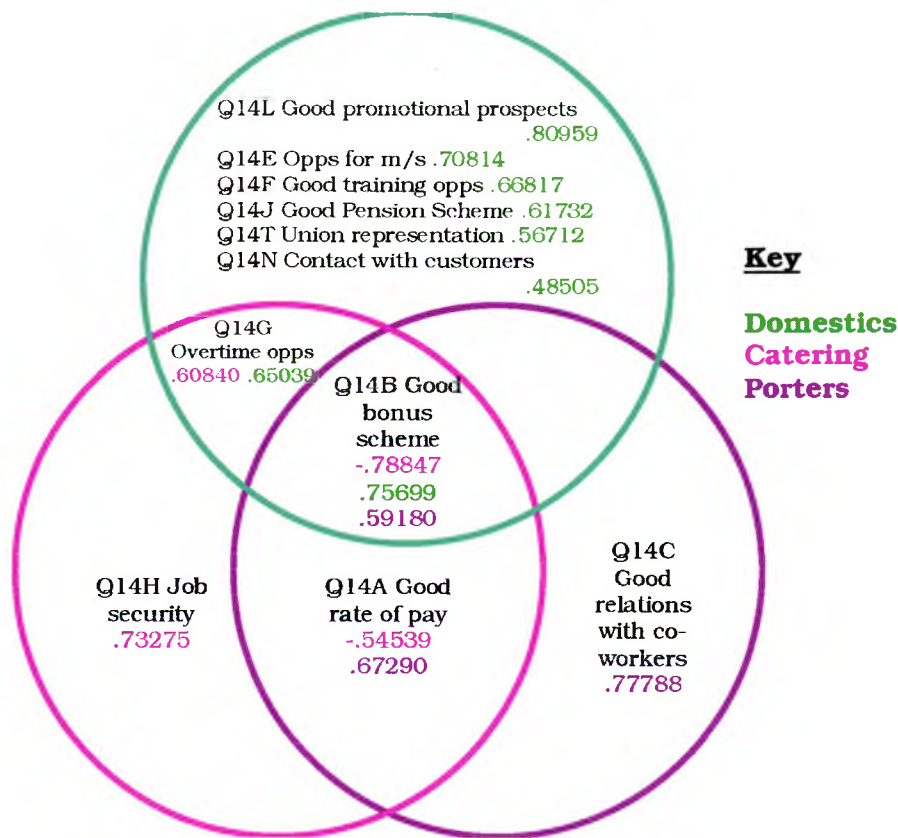 Q14L Good promotional prospects
.80959
Q14E Opps for m/s .70814
Q14F Good training opps .66817
Q14J Good Pension Scheme .61732
Q14T Union representation .56712
Q14N Contact with customers
.48505
Key
Domestics
Catering
Porters
Q14G
Overtime opps
.60840 .65039
Q14B Good
bonus
scheme
-.78847
.75699
.59180
Q14H Job
security
.73275
Q14A Good
rate of pay
-.54539
.67290
Q14C
Good
relations
with co-
workers
.77788